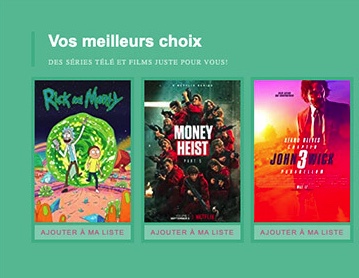 Vos meilleurs choix
DES SÉRIES TÉLÉ ET FILMS JUSTE POUR VOUS!
Rick and Morty
A NETFLIX SERIES
MONEY
HEIST
PART 5
NETFLIX
KEANU REEVES
CHAPTER
JOHN 3 WICK
PARABELLUM
AJOUTER À MA LISTE
AJOUTER À MA LISTE
AJOUTER À MA LISTE